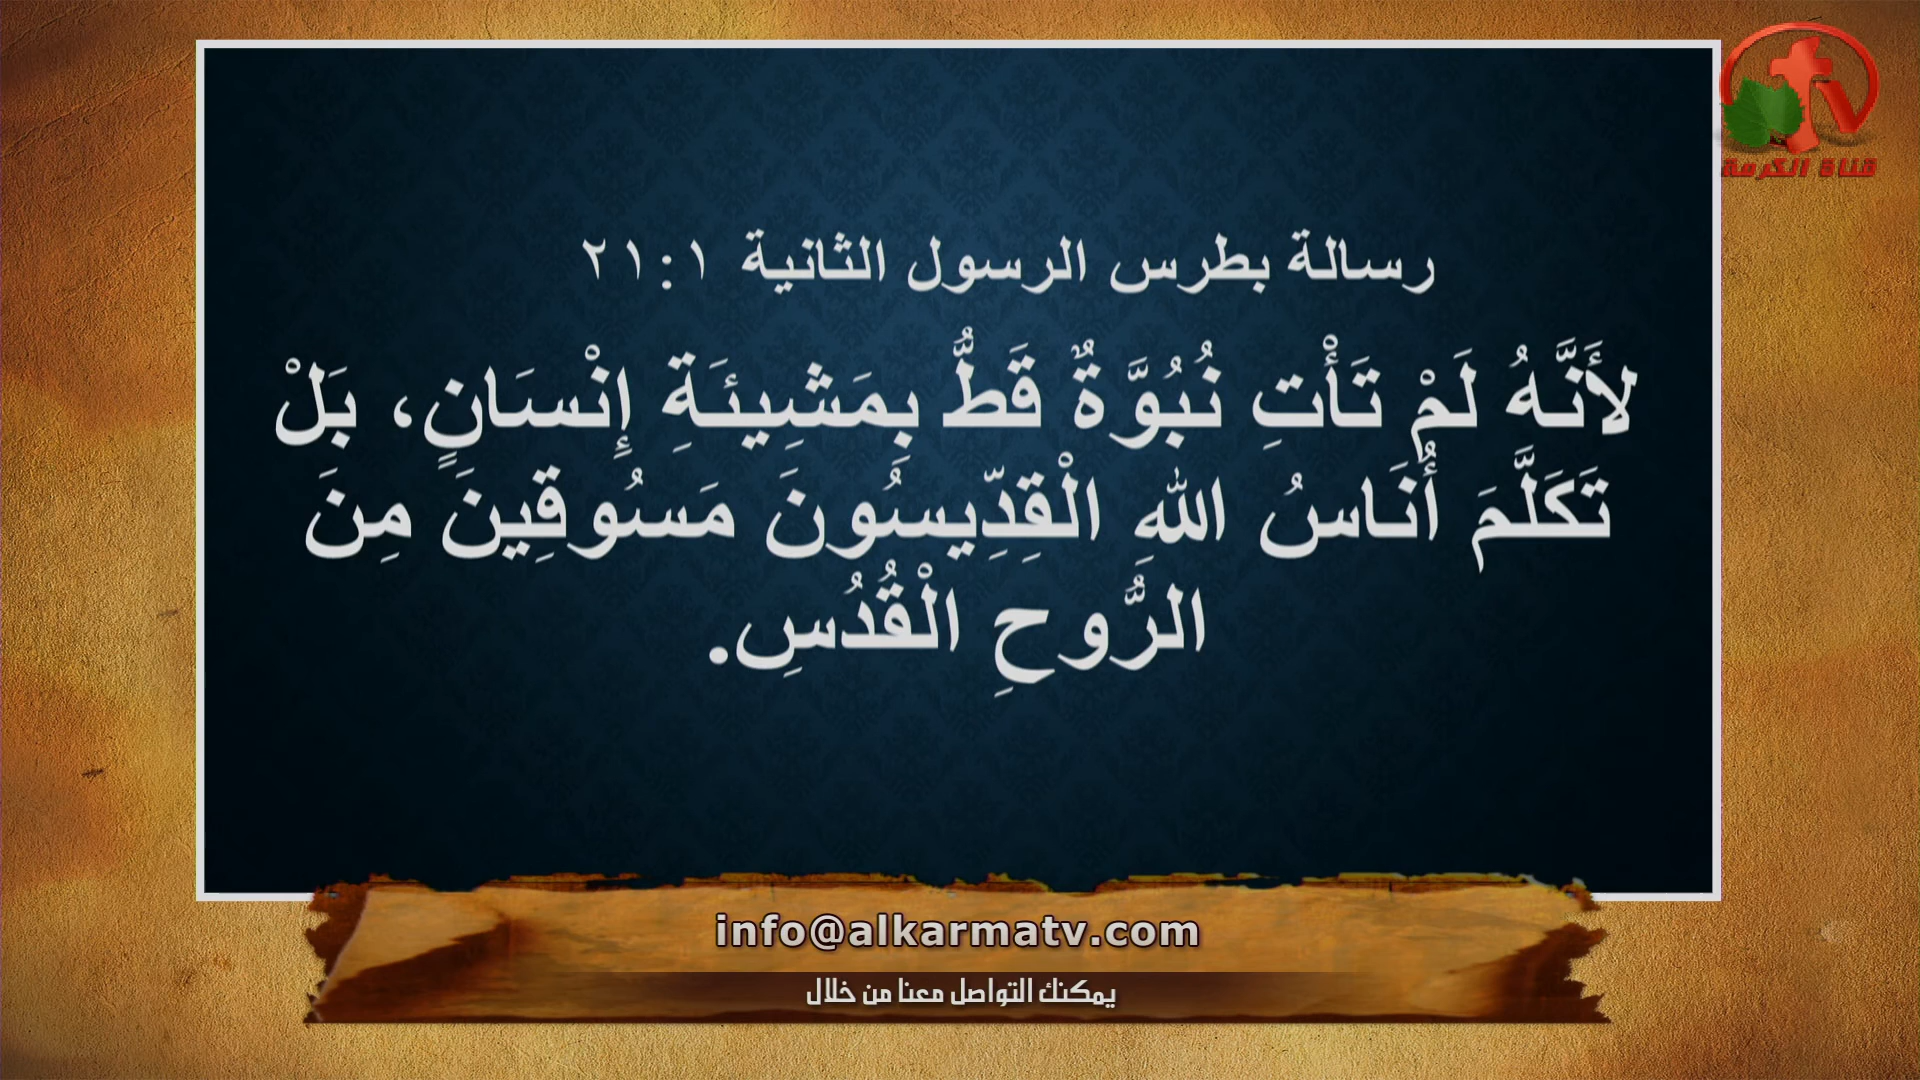 قناة الكرمة
رسالة بطرس الرسول الثانية ١:٢١
لأَنَّهُ لَمْ تَأْتِ نُبُوَّةٌ قَطُّ بِمَشِيئَةِ إِنْسَانٍ، بَلْ
تَكَلَّمَ أُنَاسُ اللهِ الْقِدِّيسُونَ مَسُوقِينَ مِنَ
الرُّوحِ الْقُدُسِ.
info@alkarmatv.com
يمكنك التواصل معنا من خلال